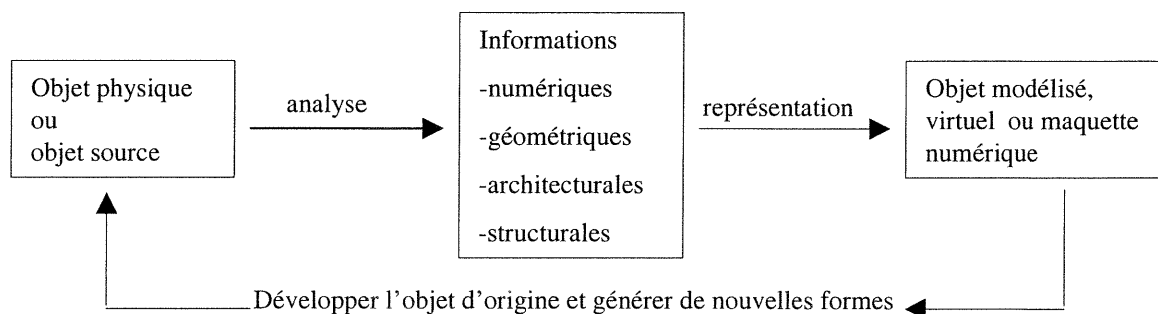 Objet physique
ou
objet source
analyse
Informations
-numériques
-géométriques
-architecturales
-structurales
représentation
Objet modélisé,
virtuel ou maquette
numérique
Développer l'objet d'origine et générer de nouvelles formes